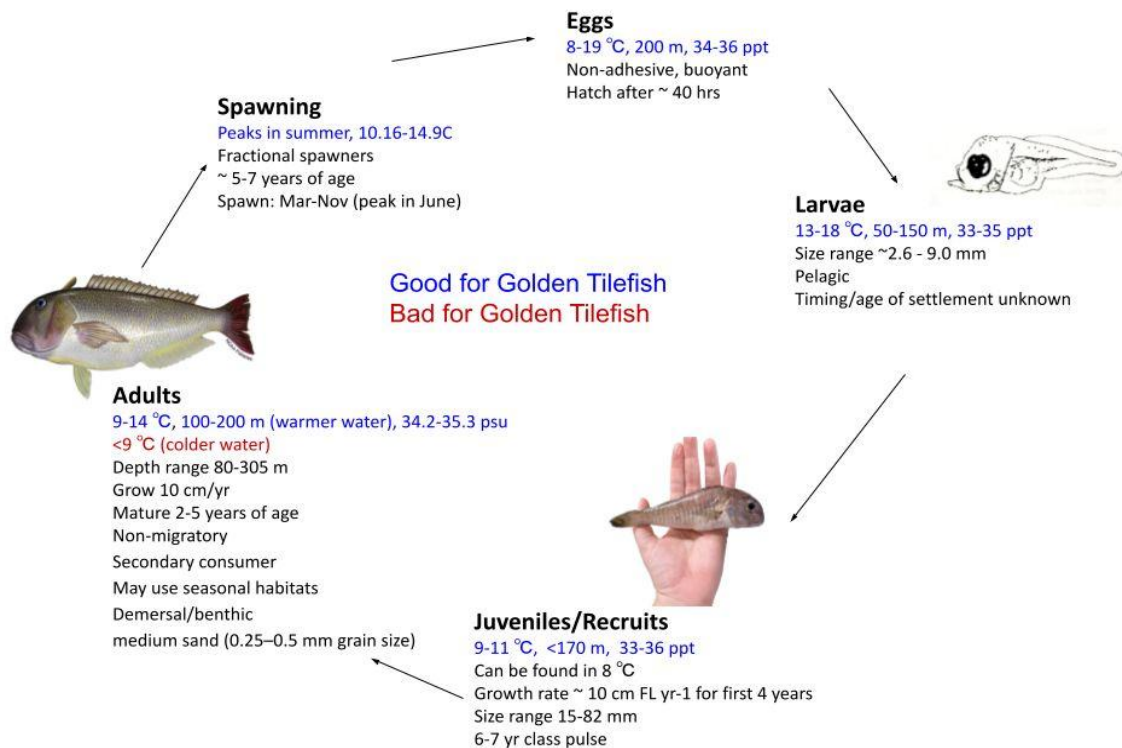 Eggs
8-19 ℃, 200 m, 34-36 ppt
Non-adhesive, buoyant
Hatch after ~ 40 hrs
Spawning
Peaks in summer, 10.16-14.9C
Fractional spawners
~ 5-7 years of age
Spawn: Mar-Nov (peak in June)
Larvae
13-18 ℃, 50-150 m, 33-35 ppt
Size range ~2.6 - 9.0 mm
Pelagic
Timing/age of settlement unknown
Good for Golden Tilefish
Bad for Golden Tilefish
Adults
9-14 ℃, 100-200 m (warmer water), 34.2-35.3 psu
<9 ℃ (colder water)
Depth range 80-305 m
Grow 10 cm/yr
Mature 2-5 years of age
Non-migratory
Secondary consumer
May use seasonal habitats
Demersal/benthic
medium sand (0.25–0.5 mm grain size)
Juveniles/Recruits
9-11 ℃,  <170 m,  33-36 ppt
Can be found in 8 ℃
Growth rate ~ 10 cm FL yr-1 for first 4 years
Size range 15-82 mm
6-7 yr class pulse